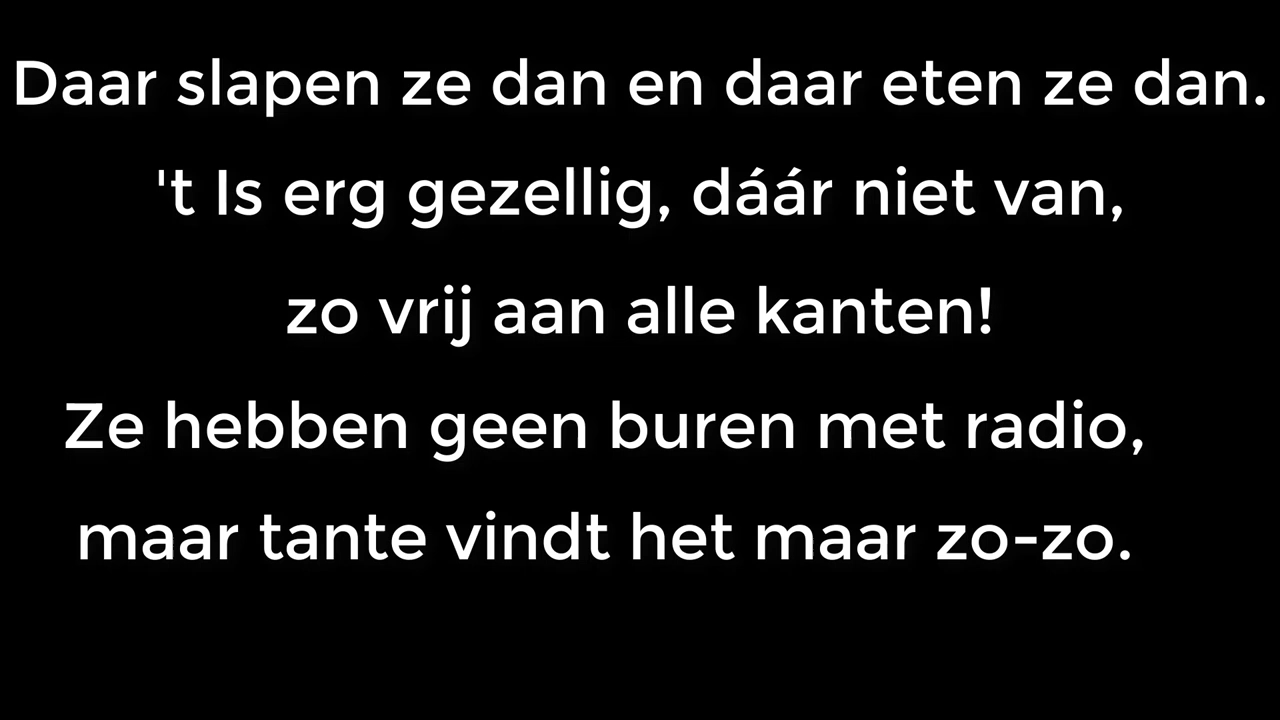 Daar slapen ze dan en daar eten ze dan.
't Is erg gezellig, dáár niet van,
zo vrij aan alle kanten!
Ze hebben geen buren met radio,
maar tante vindt het maar zo-zo.